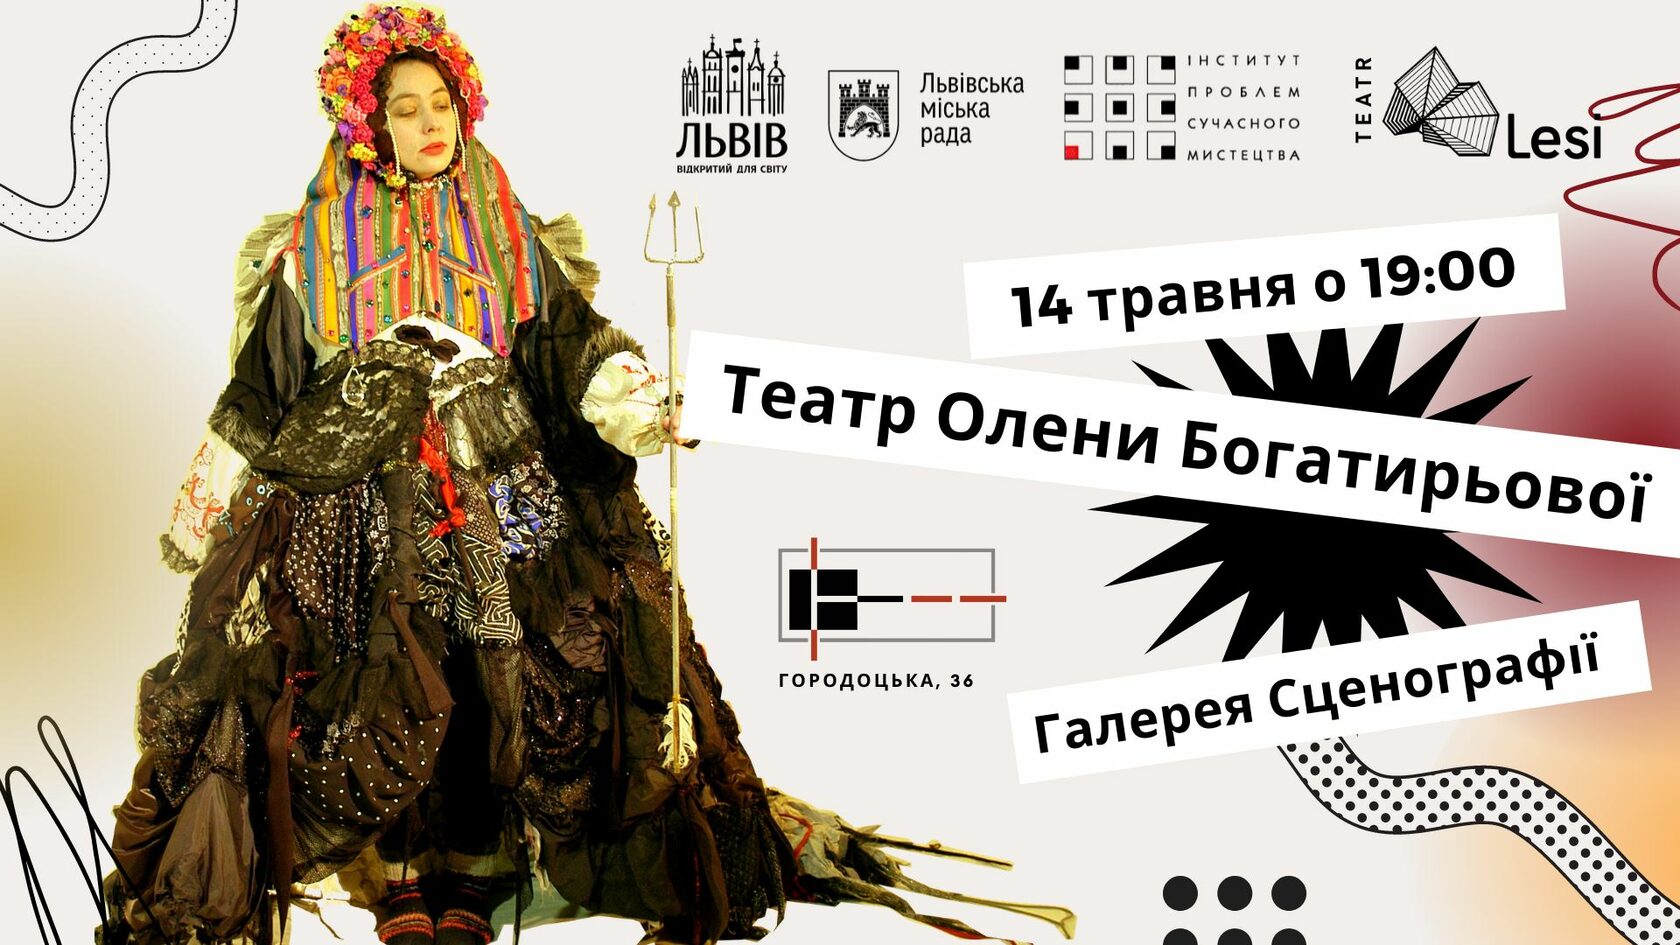 ЛЬВІВ
ВІДКРИТИЙ ДЛЯ СВІТУ
Львівська
міська
рада
ІНСТИТУТ
ПРОБЛЕМ
СУЧАСНОГО
МИСТЕЦТВА
ТЕАТR
Lesi
14 травня о 19:00
Театр Олени Богатирьової
ГОРОДОЦЬКА, 36
Галерея Сценографії